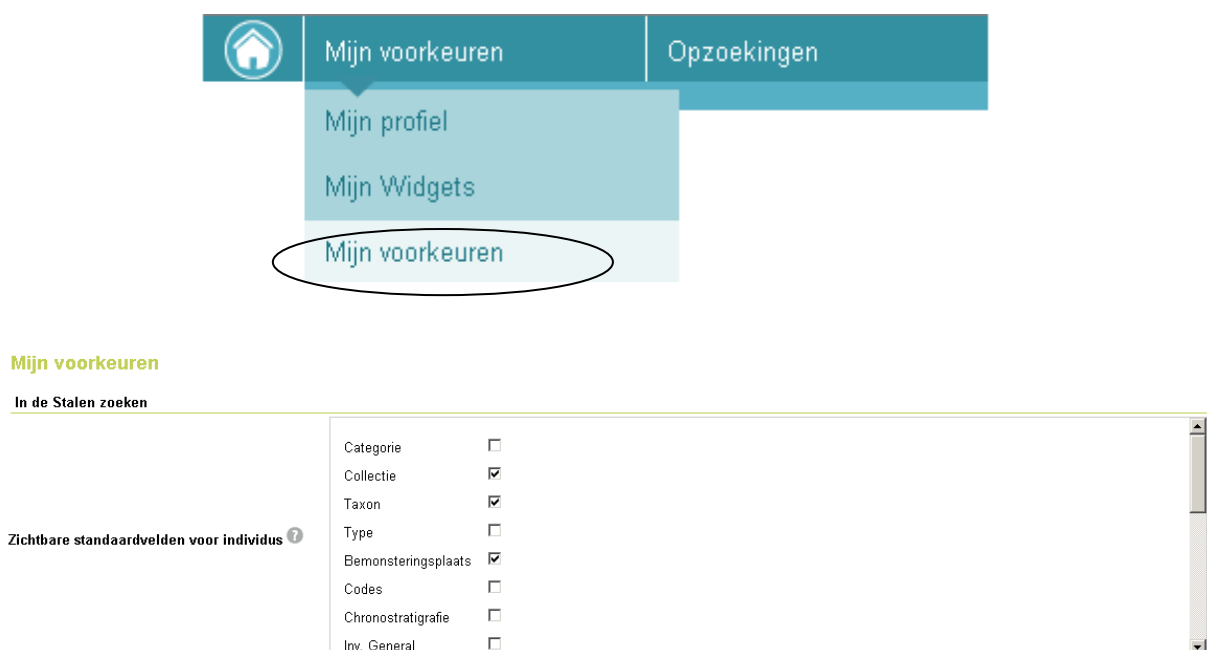 Mijn voorkeuren Opzoekingen
Mijn profiel
Mijn Widgets
Mijn voorkeuren
Mijn voorkeuren
In de Stalen zoeken
Zichtbare standaardvelden voor individus ?
Categorie
Collectie
Taxon
Type
Bemonsteringsplaats
Codes
Chronostratigrafie
Inv. General